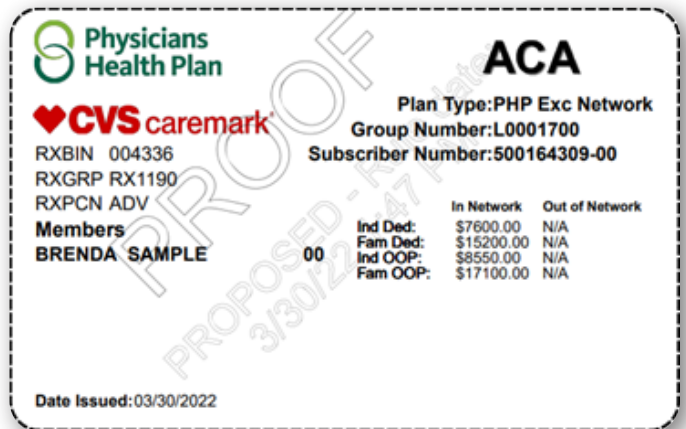 Physicians
Health Plan
ACA
CVS caremark
Plan Type:PHP Exc Network
Group Number:L0001700
Subscriber Number:500164309-00
RXBIN 004336
RXGRP RX1190
RXPCN ADV
Members
BRENDA SAMPLE 00
In Network Out of Network
Ind Ded: $7600.00 N/A
Fam Ded: $15200.00 N/A
Ind OOP: $8550.00 N/A
Fam OOP: $17100.00 N/A
Date Issued:03/30/2022
PROOF
PROPOSED - Run date:
3/30/22